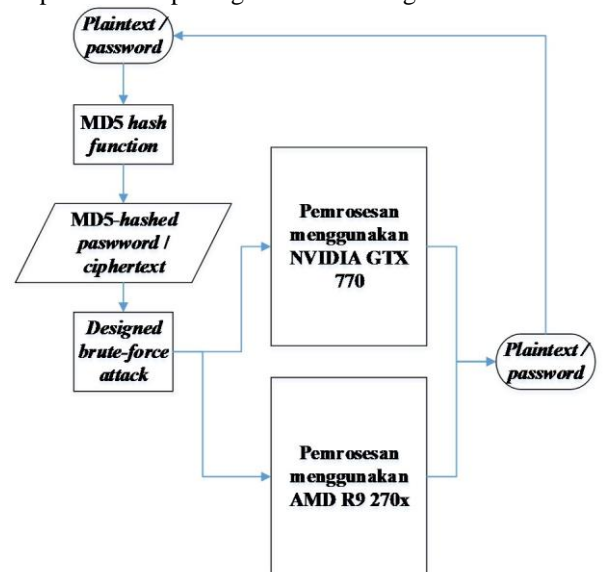 Plaintext /
password
MD5 hash
function
MD5-hashed
paswword /
ciphertext
Designed
brute-force
attack
Pemrosesan
menggunakan
NVIDIA GTX
770
Pemrosesan
menggunakan
AMD R9 270x
Plaintext /
password